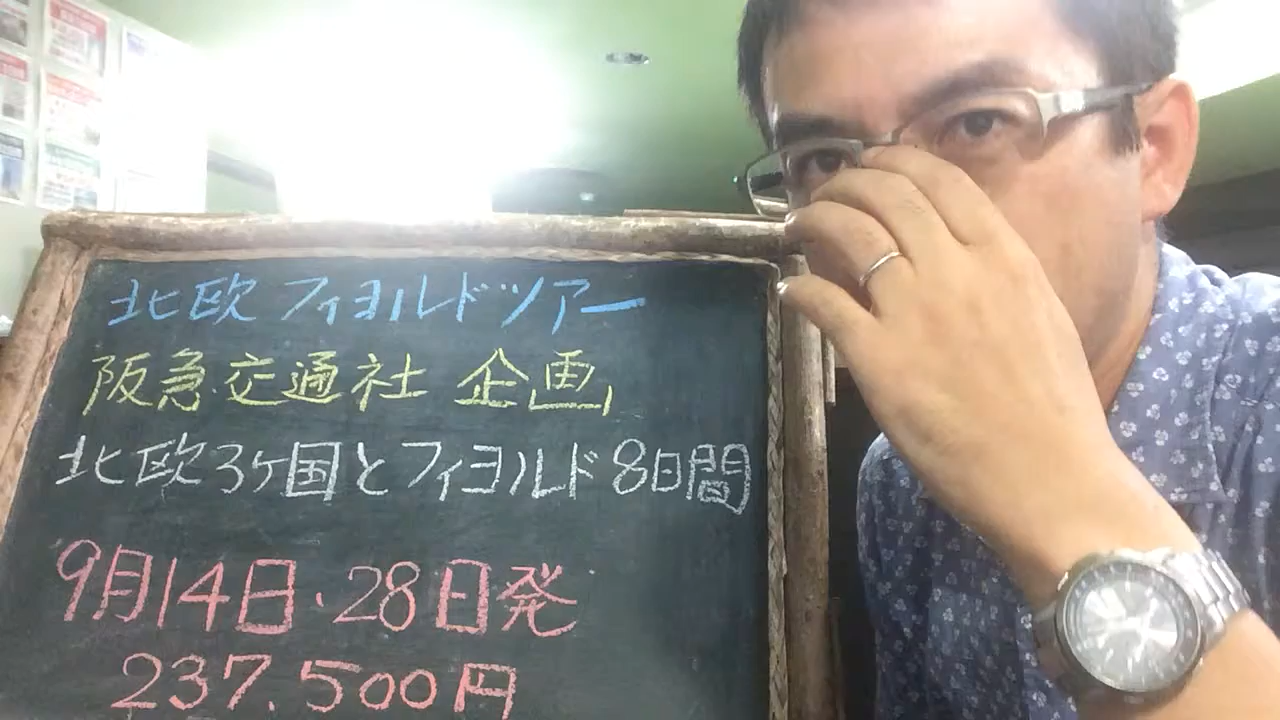 北欧フィヨルドツアー
阪急交通社 企画
北欧3ヶ国とフィヨルド8日間
9月14日・28日発
237.500円